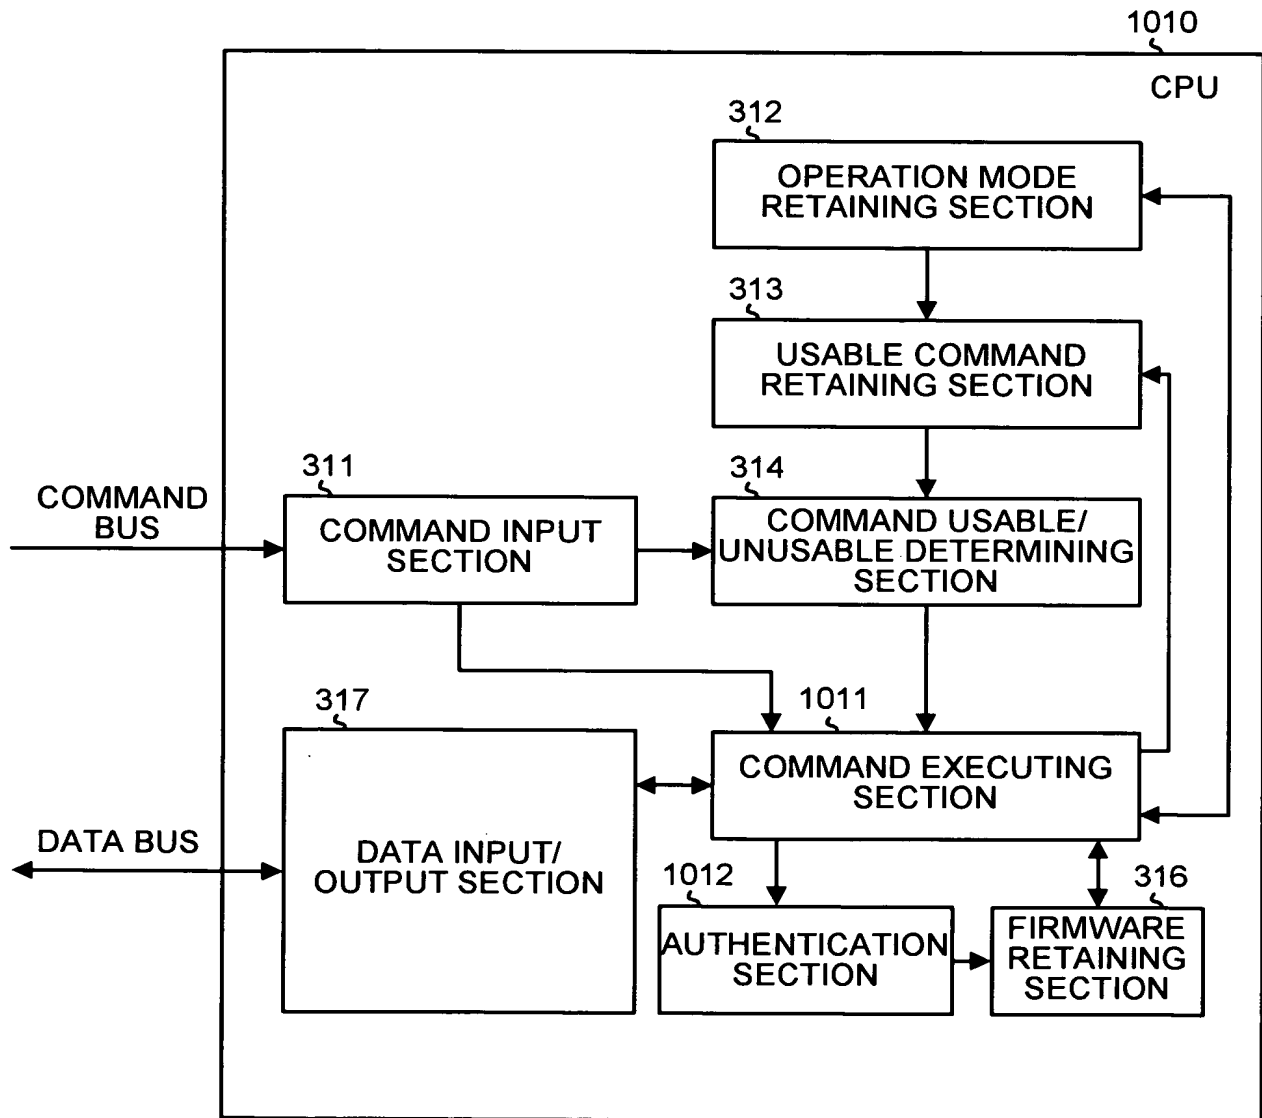 1010
CPU
312
OPERATION MODE
RETAINING SECTION
313
USABLE COMMAND
RETAINING SECTION
311
314
COMMAND
BUS
COMMAND INPUT
SECTION
COMMAND USABLE/
UNUSABLE DETERMINING
SECTION
317
1011
COMMAND EXECUTING
SECTION
DATA BUS
DATA INPUT/
OUTPUT SECTION
1012
316
AUTHENTICATION
SECTION
FIRMWARE
RETAINING
SECTION